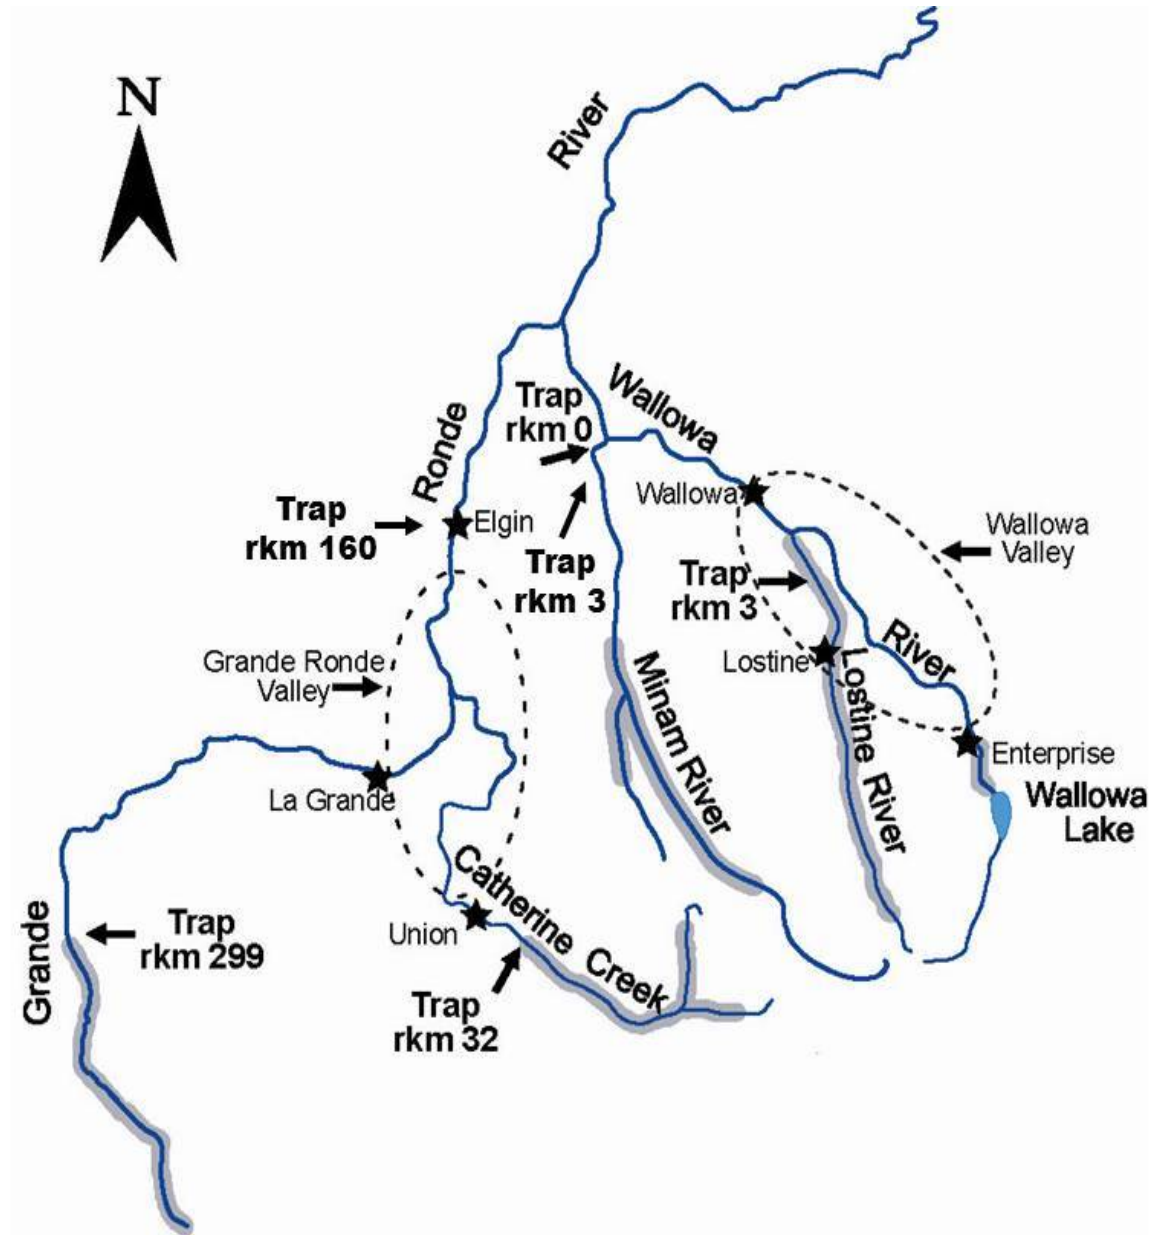 N
River
Wallowa
Trap
rkm 0
Ronde
Wallowa
Trap
rkm 160
Elgin
Wallowa
Valley
Trap
rkm 3
Trap
rkm 3
River
Grande Ronde
Valley
Lostine
Minam River
Lostine River
Enterprise
La Grande
Wallowa
Lake
Catherine Creek
Grande
Trap
rkm 299
Union
Trap
rkm 32